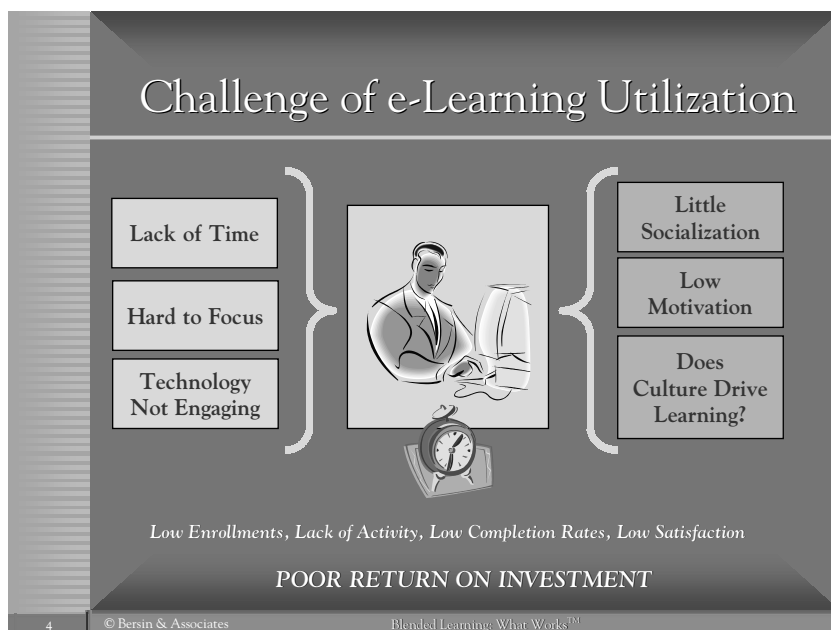 Challenge of e-Learning Utilization
Lack of Time
Hard to Focus
Technology
Not Engaging
Little
Socialization
Low
Motivation
Does
Culture Drive
Learning?
Low Enrollments, Lack of Activity, Low Completion Rates, Low Satisfaction
POOR RETURN ON INVESTMENT
4
© Bersin & Associates
Blended Learning: What Works™